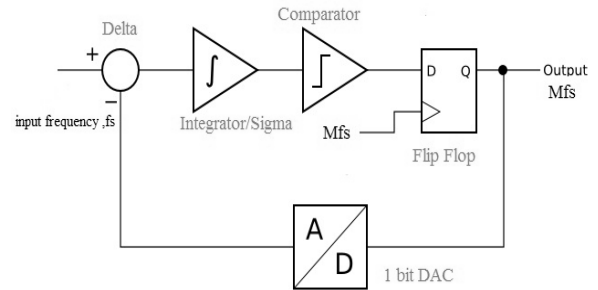 Comparator
Delta
+
−
input frequency ,fs
∫
Integrator/Sigma
D Q
Output
Mfs
Mfs
Flip Flop
A
D
1 bit DAC